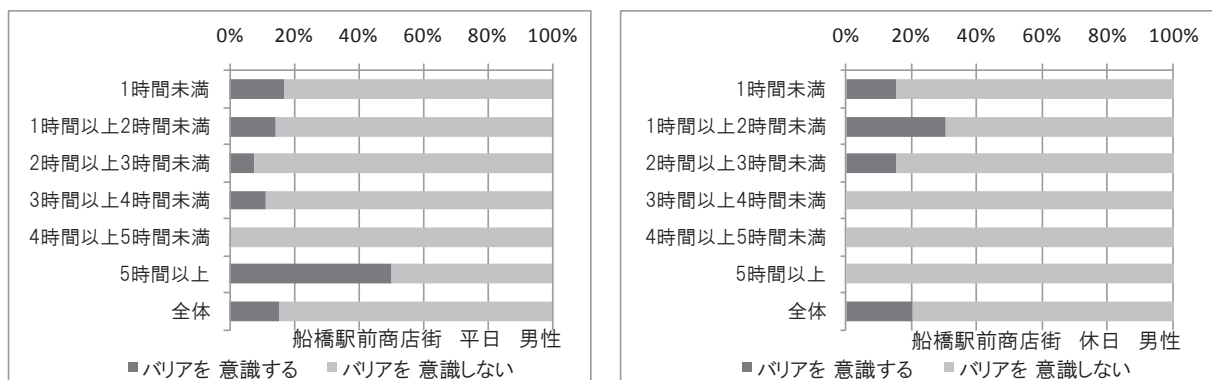 0% 20% 40% 60% 80% 100%
1時間未満
1時間以上2時間未満
2時間以上3時間未満
3時間以上4時間未満
4時間以上5時間未満
5時間以上
全体
船橋駅前商店街 平日 男性
■バリアを 意識する ■バリアを 意識しない
0% 20% 40% 60% 80% 100%
1時間未満
1時間以上2時間未満
2時間以上3時間未満
3時間以上4時間未満
4時間以上5時間未満
5時間以上
全体
船橋駅前商店街 休日 男性
■バリアを 意識する ■バリアを 意識しない